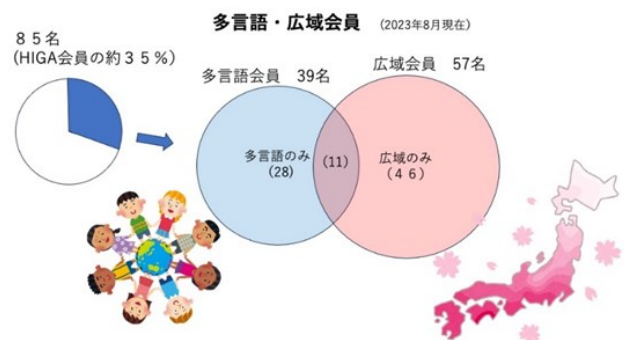 多言語・広域会員 (2023年8月現在)
８５名
(HIGA会員の約３５%)
多言語会員 39名
広域会員 57名
多言語のみ
(28)
(11)
広域のみ
(４６)